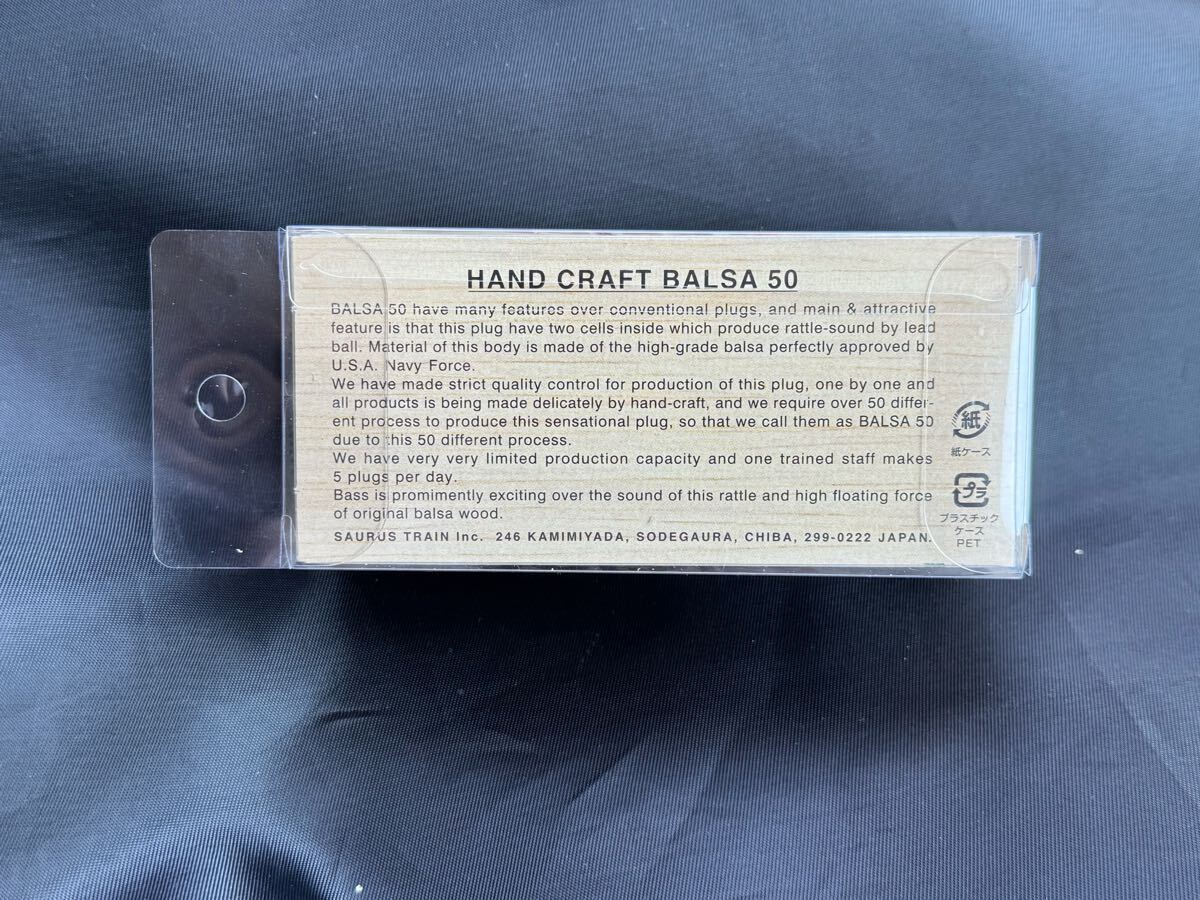 HAND CRAFT BALSA 50
BALSA 50 have many features over conventional plugs, and main & attractive
feature is that this plug have two cells inside which produce rattle-sound by lead
ball. Material of this body is made of the high-grade balsa perfectly approved by
U.S.A. Navy Force.
We have made strict quality control for production of this plug, one by one and
all products is being made delicately by hand-craft, and we require over 50 differ-
ent process to produce this sensational plug, so that we call them as BALSA 50
due to this 50 different process.
We have very very limited production capacity and one trained staff makes
5 plugs per day.
Bass is promimently exciting over the sound of this rattle and high floating force
of original balsa wood.
SAURUS TRAIN Inc. 246 KAMIMIYADA, SODEGAURA, CHIBA, 299-0222 JAPAN.
紙
紙ケース
プラ
プラスチック
ケース
PET